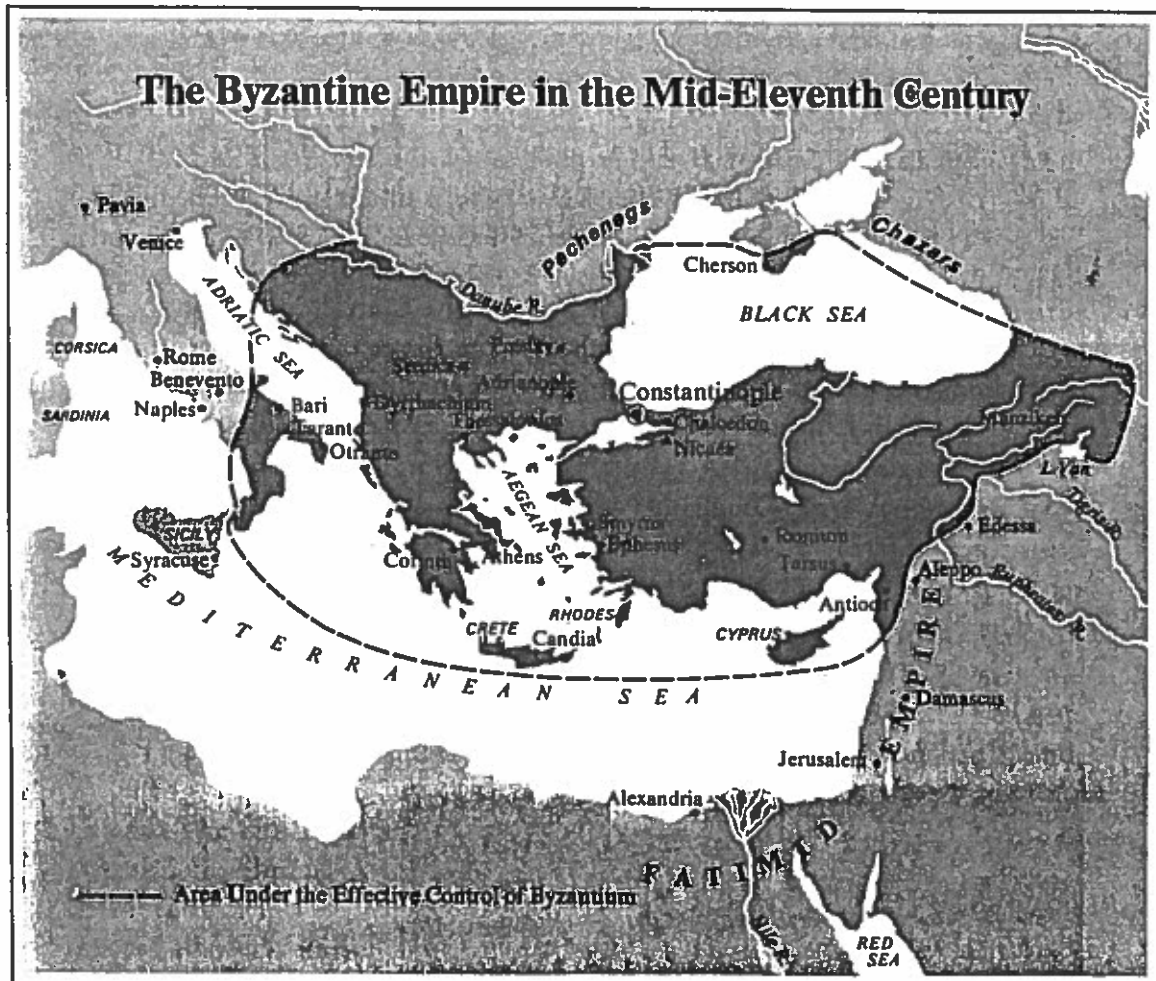 The Byzantine Empire in the Mid-Eleventh Century
Pavia
Venice
Pechenegs
Chazars
Cherson
Danube R.
ADRIATIC SEA
BLACK SEA
CORSICA
Rome
Benevento
Naples
SARDINIA
Bari
Tarant
Otranto
Adrianople
Constantinople
Chalcedon
Nicaea
L. Van
AEGEAN SEA
Edessa
SICILY
Syracuse
Athens
Tarsus
Aleppo
Euphrates R.
RHODES
CRETE
Candia
CYPRUS
MEDITERRANEAN SEA
Damascus
Jerusalem
Alexandria
FATIMID EMPIRE
Area Under the Effective Control of Byzantium
RED SEA